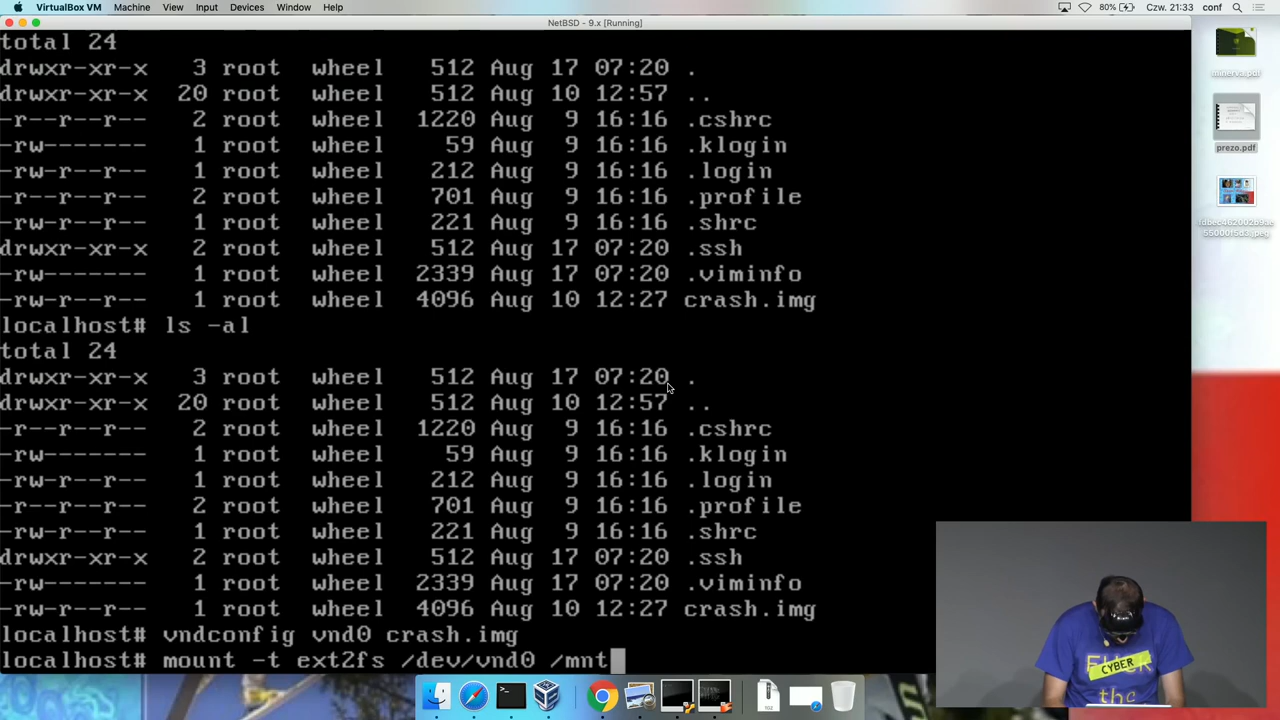 VirtualBox VM Machine View Input Devices Window Help 80% Czw. 21:33 conf
NetBSD - 9.x [Running]
total 24
drwxr-xr-x 3 root wheel 512 Aug 17 07:20 .
drwxr-xr-x 20 root wheel 512 Aug 10 12:57 ..
-r--r--r-- 2 root wheel 1220 Aug 9 16:16 .cshrc
-rw------- 1 root wheel 59 Aug 9 16:16 .klogin
-r--r--r-- 1 root wheel 212 Aug 9 16:16 .login
-r--r--r-- 2 root wheel 701 Aug 9 16:16 .profile
-rw-r--r-- 1 root wheel 221 Aug 9 16:16 .shrc
drwxr-xr-x 2 root wheel 512 Aug 17 07:20 .ssh
-rw------- 1 root wheel 2339 Aug 17 07:20 .viminfo
-rw-r--r-- 1 root wheel 4096 Aug 10 12:27 crash.img
localhost# ls -al
total 24
drwxr-xr-x 3 root wheel 512 Aug 17 07:20 .
drwxr-xr-x 20 root wheel 512 Aug 10 12:57 ..
-r--r--r-- 2 root wheel 1220 Aug 9 16:16 .cshrc
-rw------- 1 root wheel 59 Aug 9 16:16 .klogin
-r--r--r-- 1 root wheel 212 Aug 9 16:16 .login
-r--r--r-- 2 root wheel 701 Aug 9 16:16 .profile
-rw-r--r-- 1 root wheel 221 Aug 9 16:16 .shrc
drwxr-xr-x 2 root wheel 512 Aug 17 07:20 .ssh
-rw------- 1 root wheel 2339 Aug 17 07:20 .viminfo
-rw-r--r-- 1 root wheel 4096 Aug 10 12:27 crash.img
localhost# vndconfig vnd0 crash.img
localhost# mount -t ext2fs /dev/vnd0 /mnt
minerva.pdf
prezo.pdf
CYBER
the